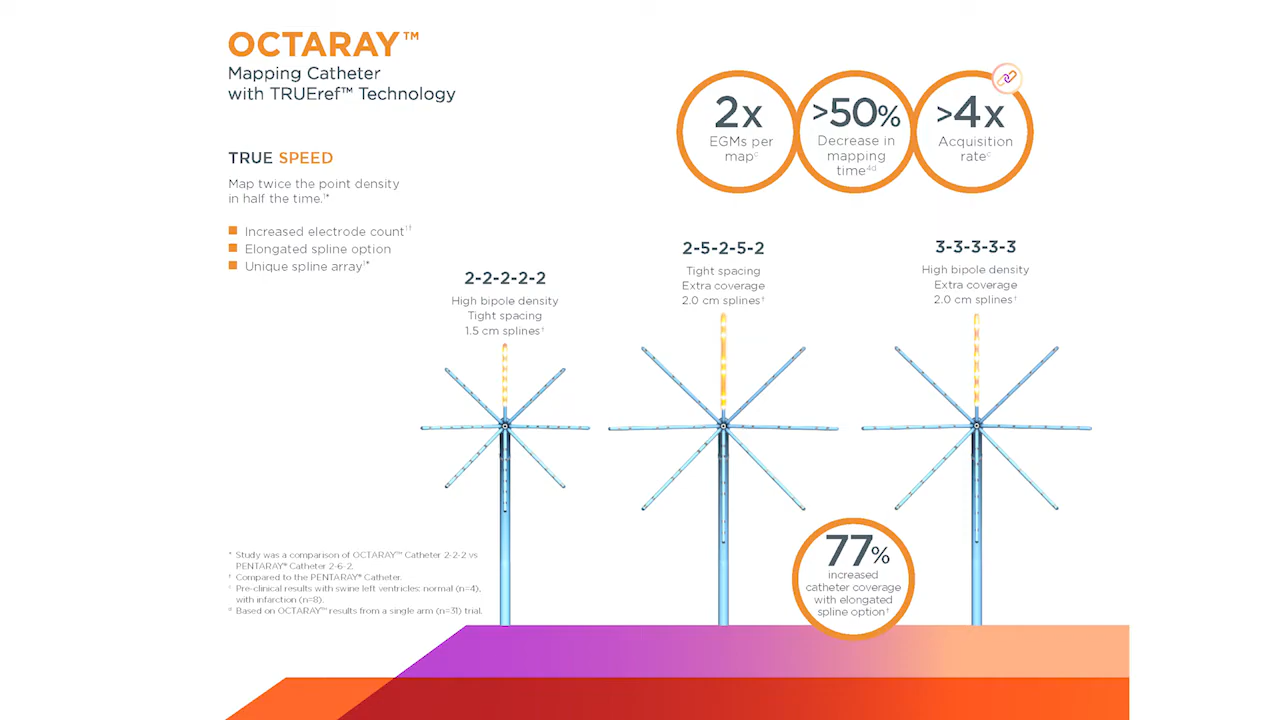 OCTARAY™
Mapping Catheter
with TRUEref™ Technology
TRUE SPEED
Map twice the point density
in half the time.¹*
Increased electrode count¹†
Elongated spline option
Unique spline array¹*
2x
EGMs per
mapᶜ
>50%
Decrease in
mapping
time⁴ᵈ
>4x
Acquisition
rateᶜ
2-2-2-2-2
High bipole density
Tight spacing
1.5 cm splines†
2-5-2-5-2
Tight spacing
Extra coverage
2.0 cm splines†
3-3-3-3-3
High bipole density
Extra coverage
2.0 cm splines†
77%
increased
catheter coverage
with elongated
spline option†
* Study was a comparison of OCTARAY™ Catheter 2-2-2 vs
PENTARAY® Catheter 2-6-2.
† Compared to the PENTARAY® Catheter.
ᶜ Pre-clinical results with swine left ventricles: normal (n=4),
with infarction (n=8).
ᵈ Based on OCTARAY™ results from a single arm (n=31) trial.